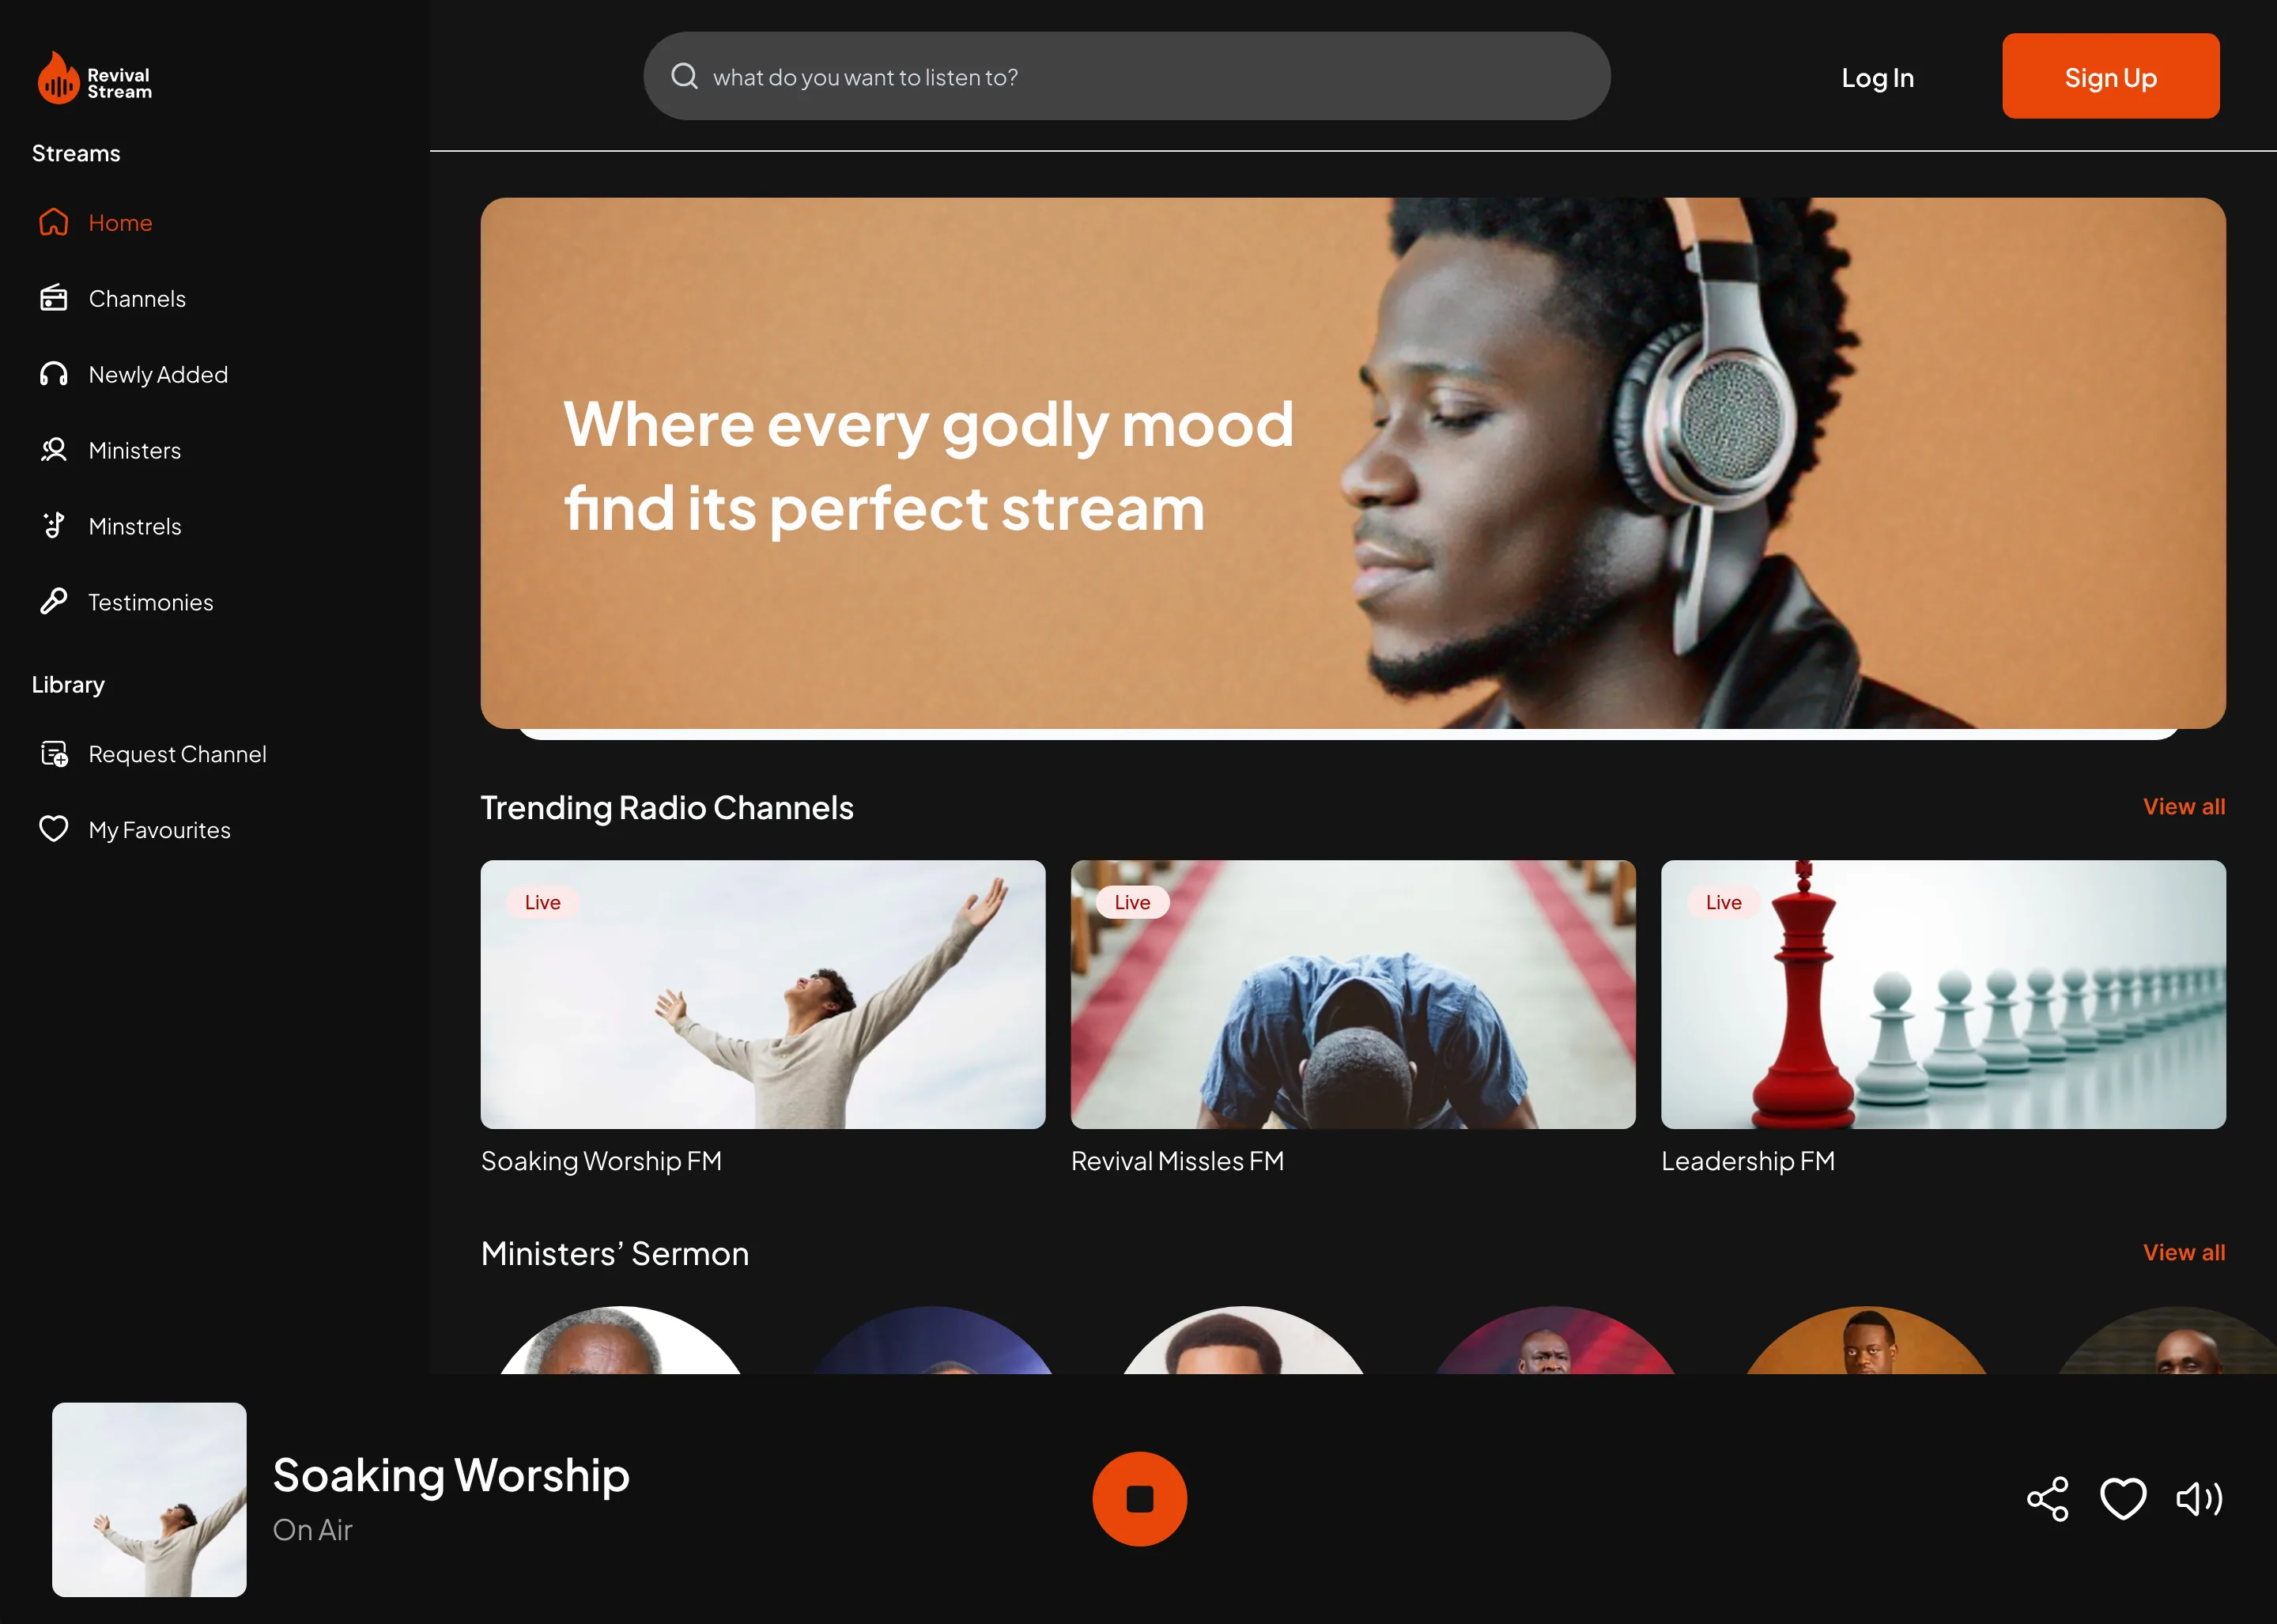 Revival
Stream
what do you want to listen to?
Log In
Sign Up
Streams
Home
Channels
Newly Added
Ministers
Minstrels
Testimonies
Library
Request Channel
My Favourites
Where every godly mood
find its perfect stream
Trending Radio Channels
View all
Live
Live
Live
Soaking Worship FM
Revival Missles FM
Leadership FM
Ministers’ Sermon
View all
Soaking Worship
On Air